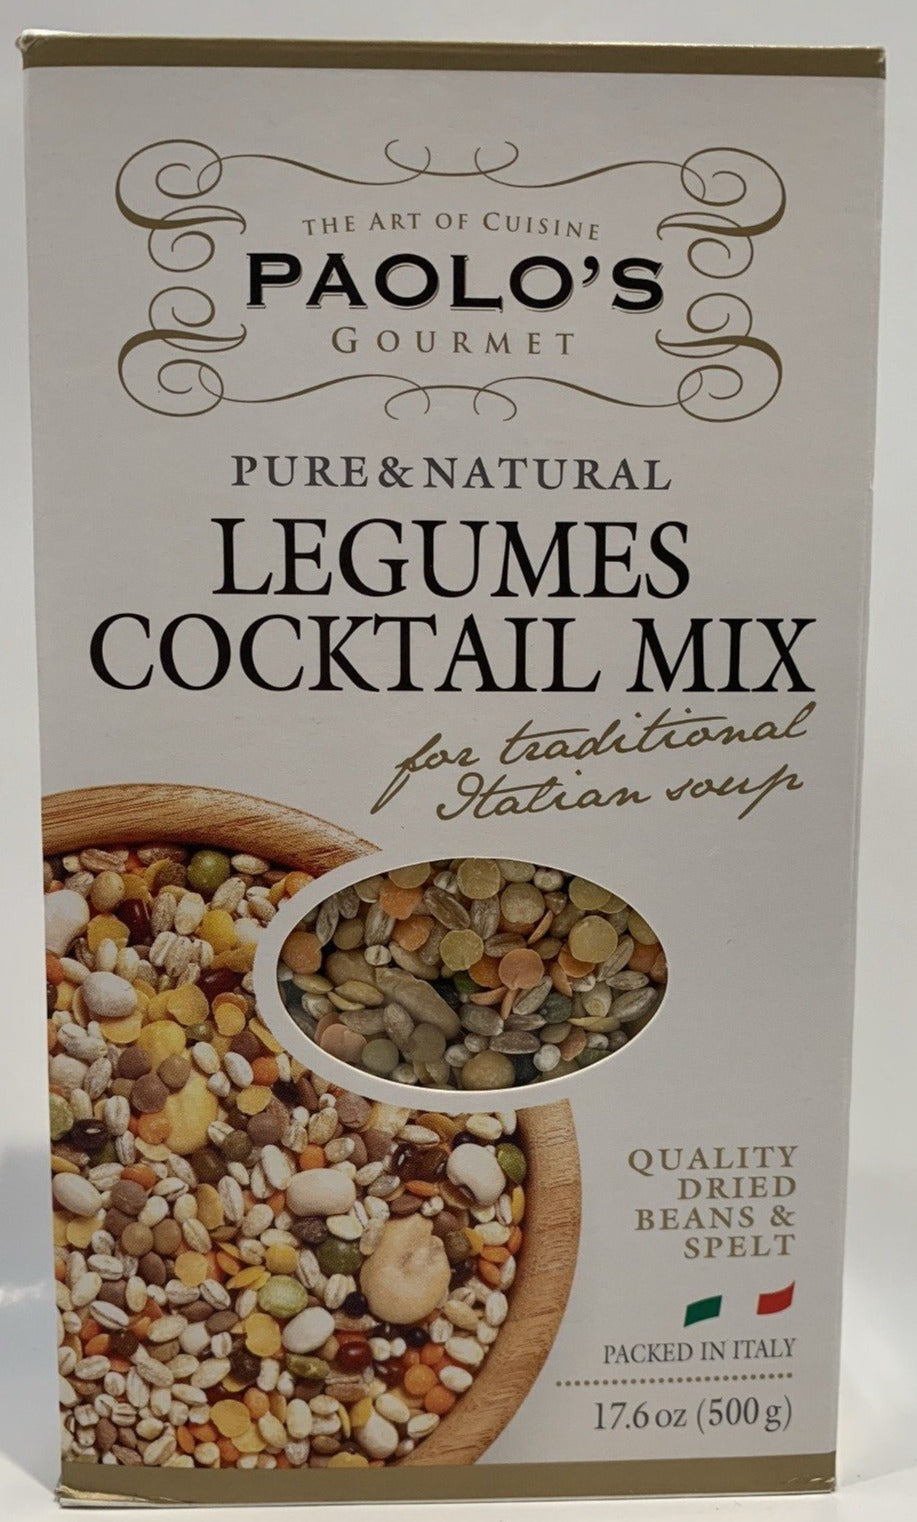 THE ART OF CUISINE
PAOLO'S
GOURMET
PURE & NATURAL
LEGUMES
COCKTAIL MIX
for traditional
Italian soup
QUALITY
DRIED
BEANS &
SPELT
PACKED IN ITALY
17.6 oz (500 g)